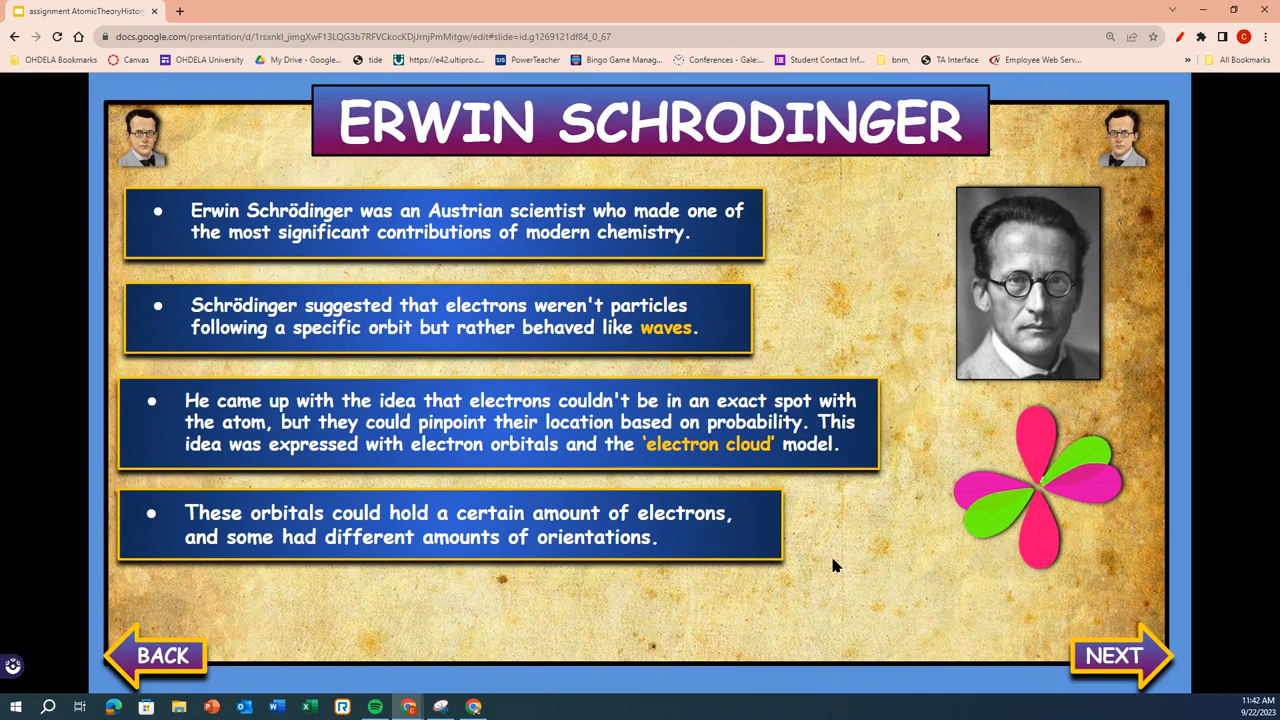 assignment AtomicTheoryHistory
docs.google.com/presentation/d/1rsxnkl_jimgXwF13LQG3b7RFVCkocKDjJrnjPmMitgw/edit#slide=id.g1269121df84_0_67
OHDELA Bookmarks Canvas OHDELA University My Drive - Google... tide https://e42.ultipro.c... PowerTeacher Bingo Game Manag... Conferences - Gale:... Student Contact Inf... bnm, TA Interface Employee Web Serv... » All Bookmarks
ERWIN SCHRODINGER
● Erwin Schrödinger was an Austrian scientist who made one of
the most significant contributions of modern chemistry.
● Schrödinger suggested that electrons weren't particles
following a specific orbit but rather behaved like waves.
● He came up with the idea that electrons couldn't be in an exact spot with
the atom, but they could pinpoint their location based on probability. This
idea was expressed with electron orbitals and the ‘electron cloud’ model.
● These orbitals could hold a certain amount of electrons,
and some had different amounts of orientations.
BACK
NEXT
11:42 AM
9/22/2023